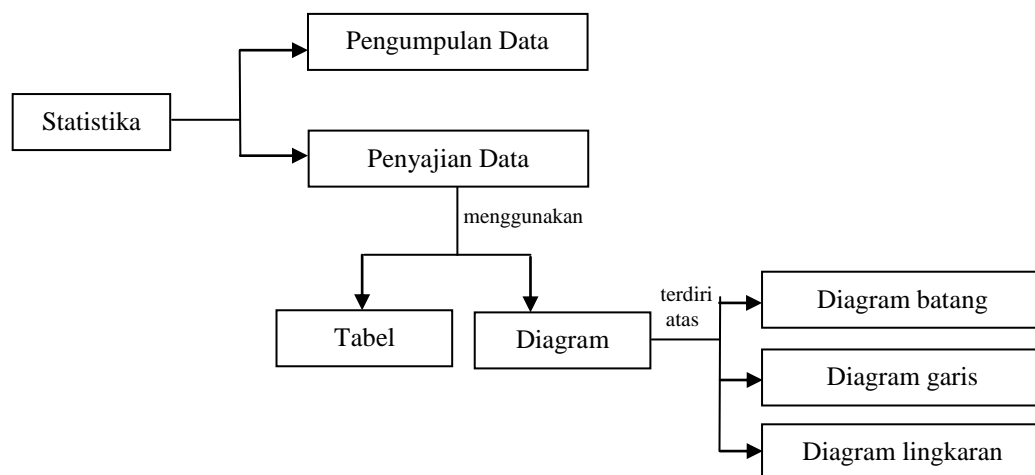 Pengumpulan Data
Statistika
Penyajian Data
menggunakan
Tabel
Diagram
terdiri
atas
Diagram batang
Diagram garis
Diagram lingkaran